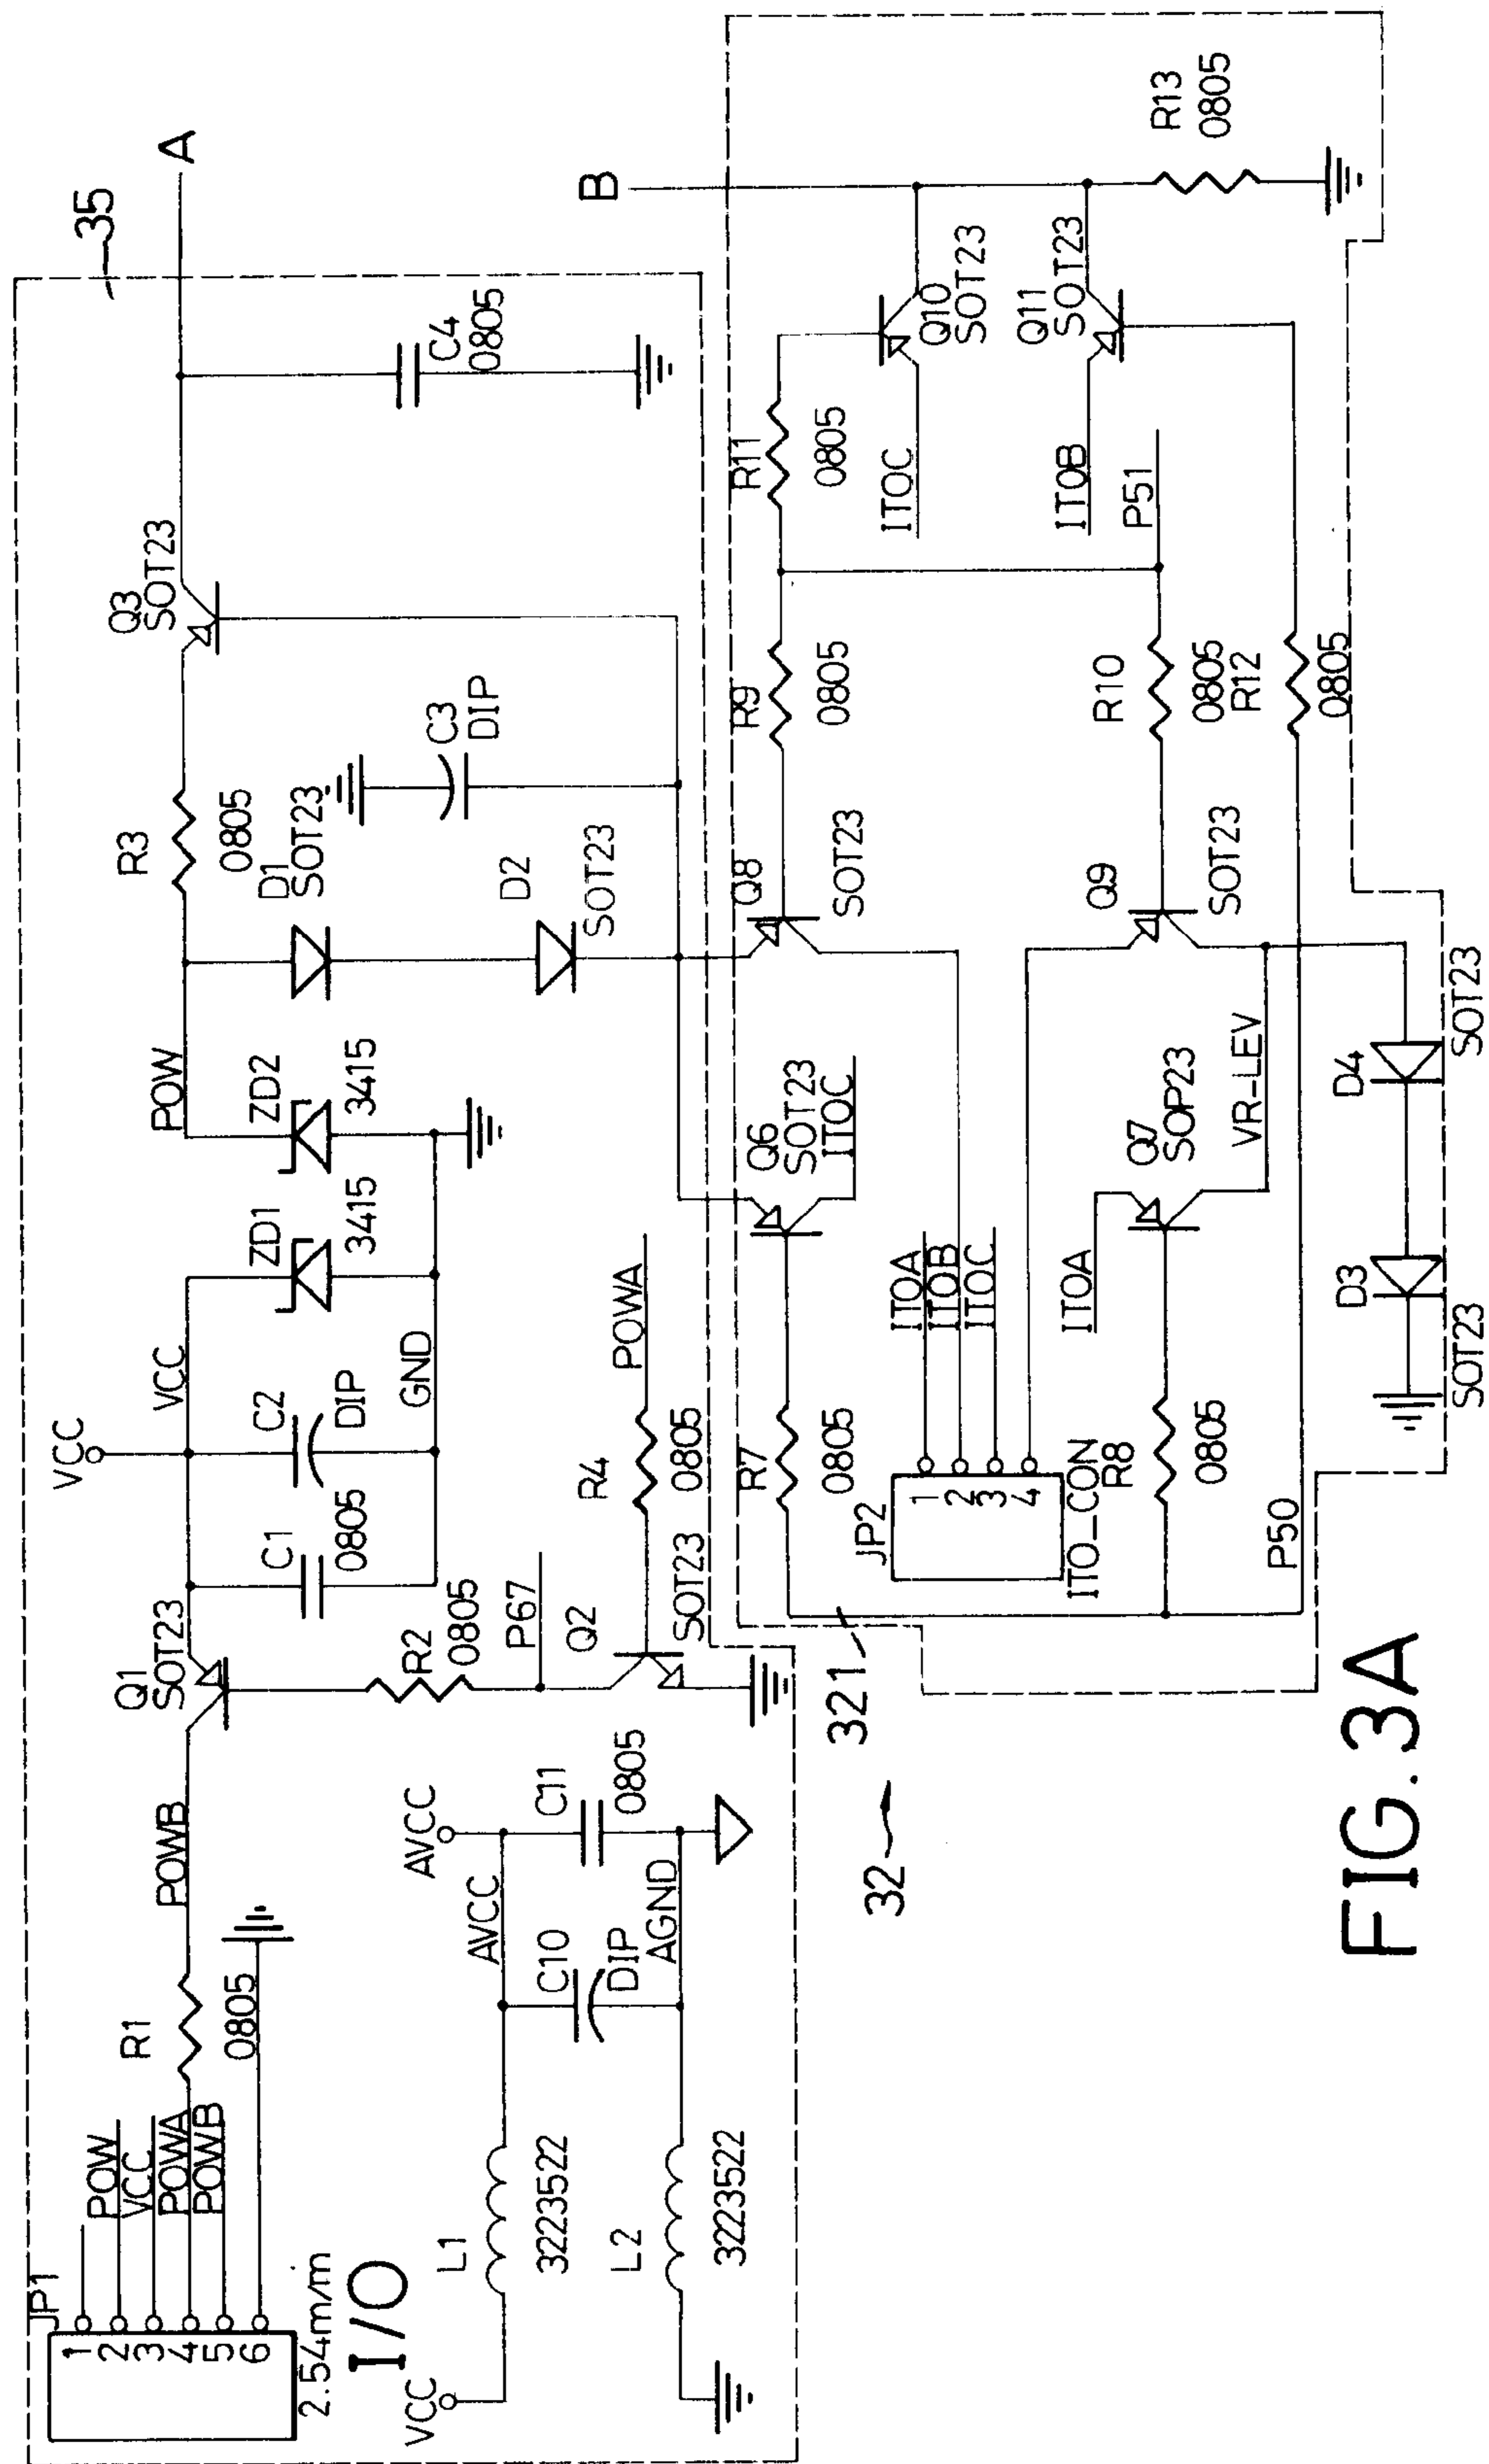 JP1
1
2
3
4
5
6
2.54m/m
I/O
POW
VCC
POWA
POWB
R1
0805
POWB
Q1
SOT23
R2
0805
P67
Q2
SOT23
R4
0805
POWA
C1
0805
VCC
C2
DIP
VCC
GND
ZD1
3415
ZD2
3415
POW
D1
SOT23
D2
SOT23
R3
0805
C3
DIP
Q3
SOT23
C4
0805
A
35
VCC
L1
3223522
L2
3223522
AVCC
C10
DIP
AGND
AVCC
C11
0805
32
321
R7
0805
JP2
1
2
3
4
ITO_CON
ITOA
ITOB
ITOC
R8
0805
P50
Q6
SOT23
ITOC
ITOA
Q7
SOP23
VR-LEV
Q8
SOT23
Q9
SOT23
D3
SOT23
D4
SOT23
R9
0805
R10
0805
R12
0805
R11
0805
ITOC
ITOB
P51
Q10
SOT23
Q11
SOT23
B
R13
0805
FIG.3A